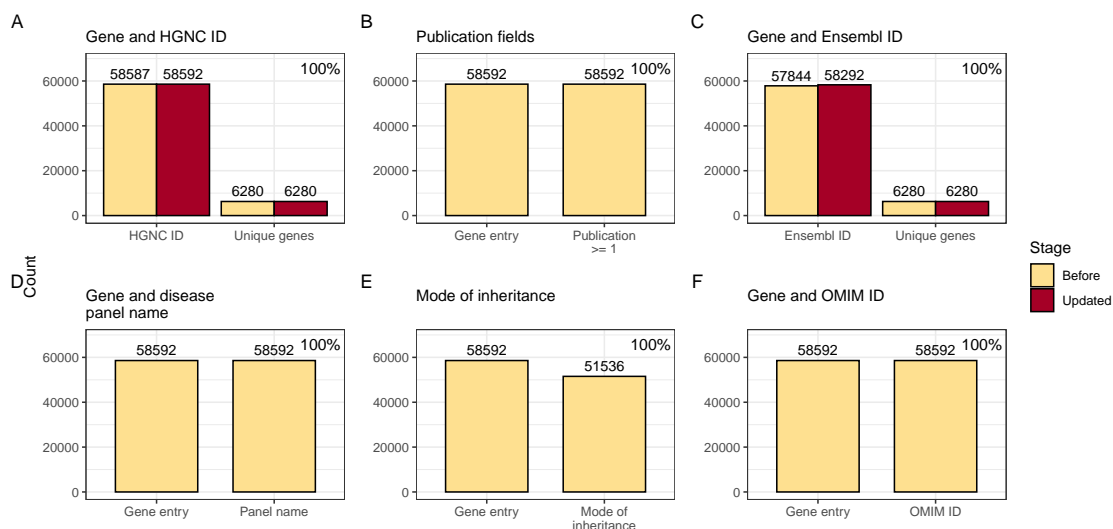 A
Gene and HGNC ID
58587
58592
100%
6280
6280
60000
40000
20000
0
HGNC ID
Unique genes
B
Publication fields
58592
58592
100%
60000
40000
20000
0
Gene entry
Publication
>= 1
C
Gene and Ensembl ID
57844
58292
100%
6280
6280
60000
40000
20000
0
Ensembl ID
Unique genes
Count
D
Gene and disease
panel name
58592
58592
100%
60000
40000
20000
0
Gene entry
Panel name
E
Mode of inheritance
58592
51536
100%
60000
40000
20000
0
Gene entry
Mode of
inheritance
F
Gene and OMIM ID
58592
58592
100%
60000
40000
20000
0
Gene entry
OMIM ID
Stage
Before
Updated